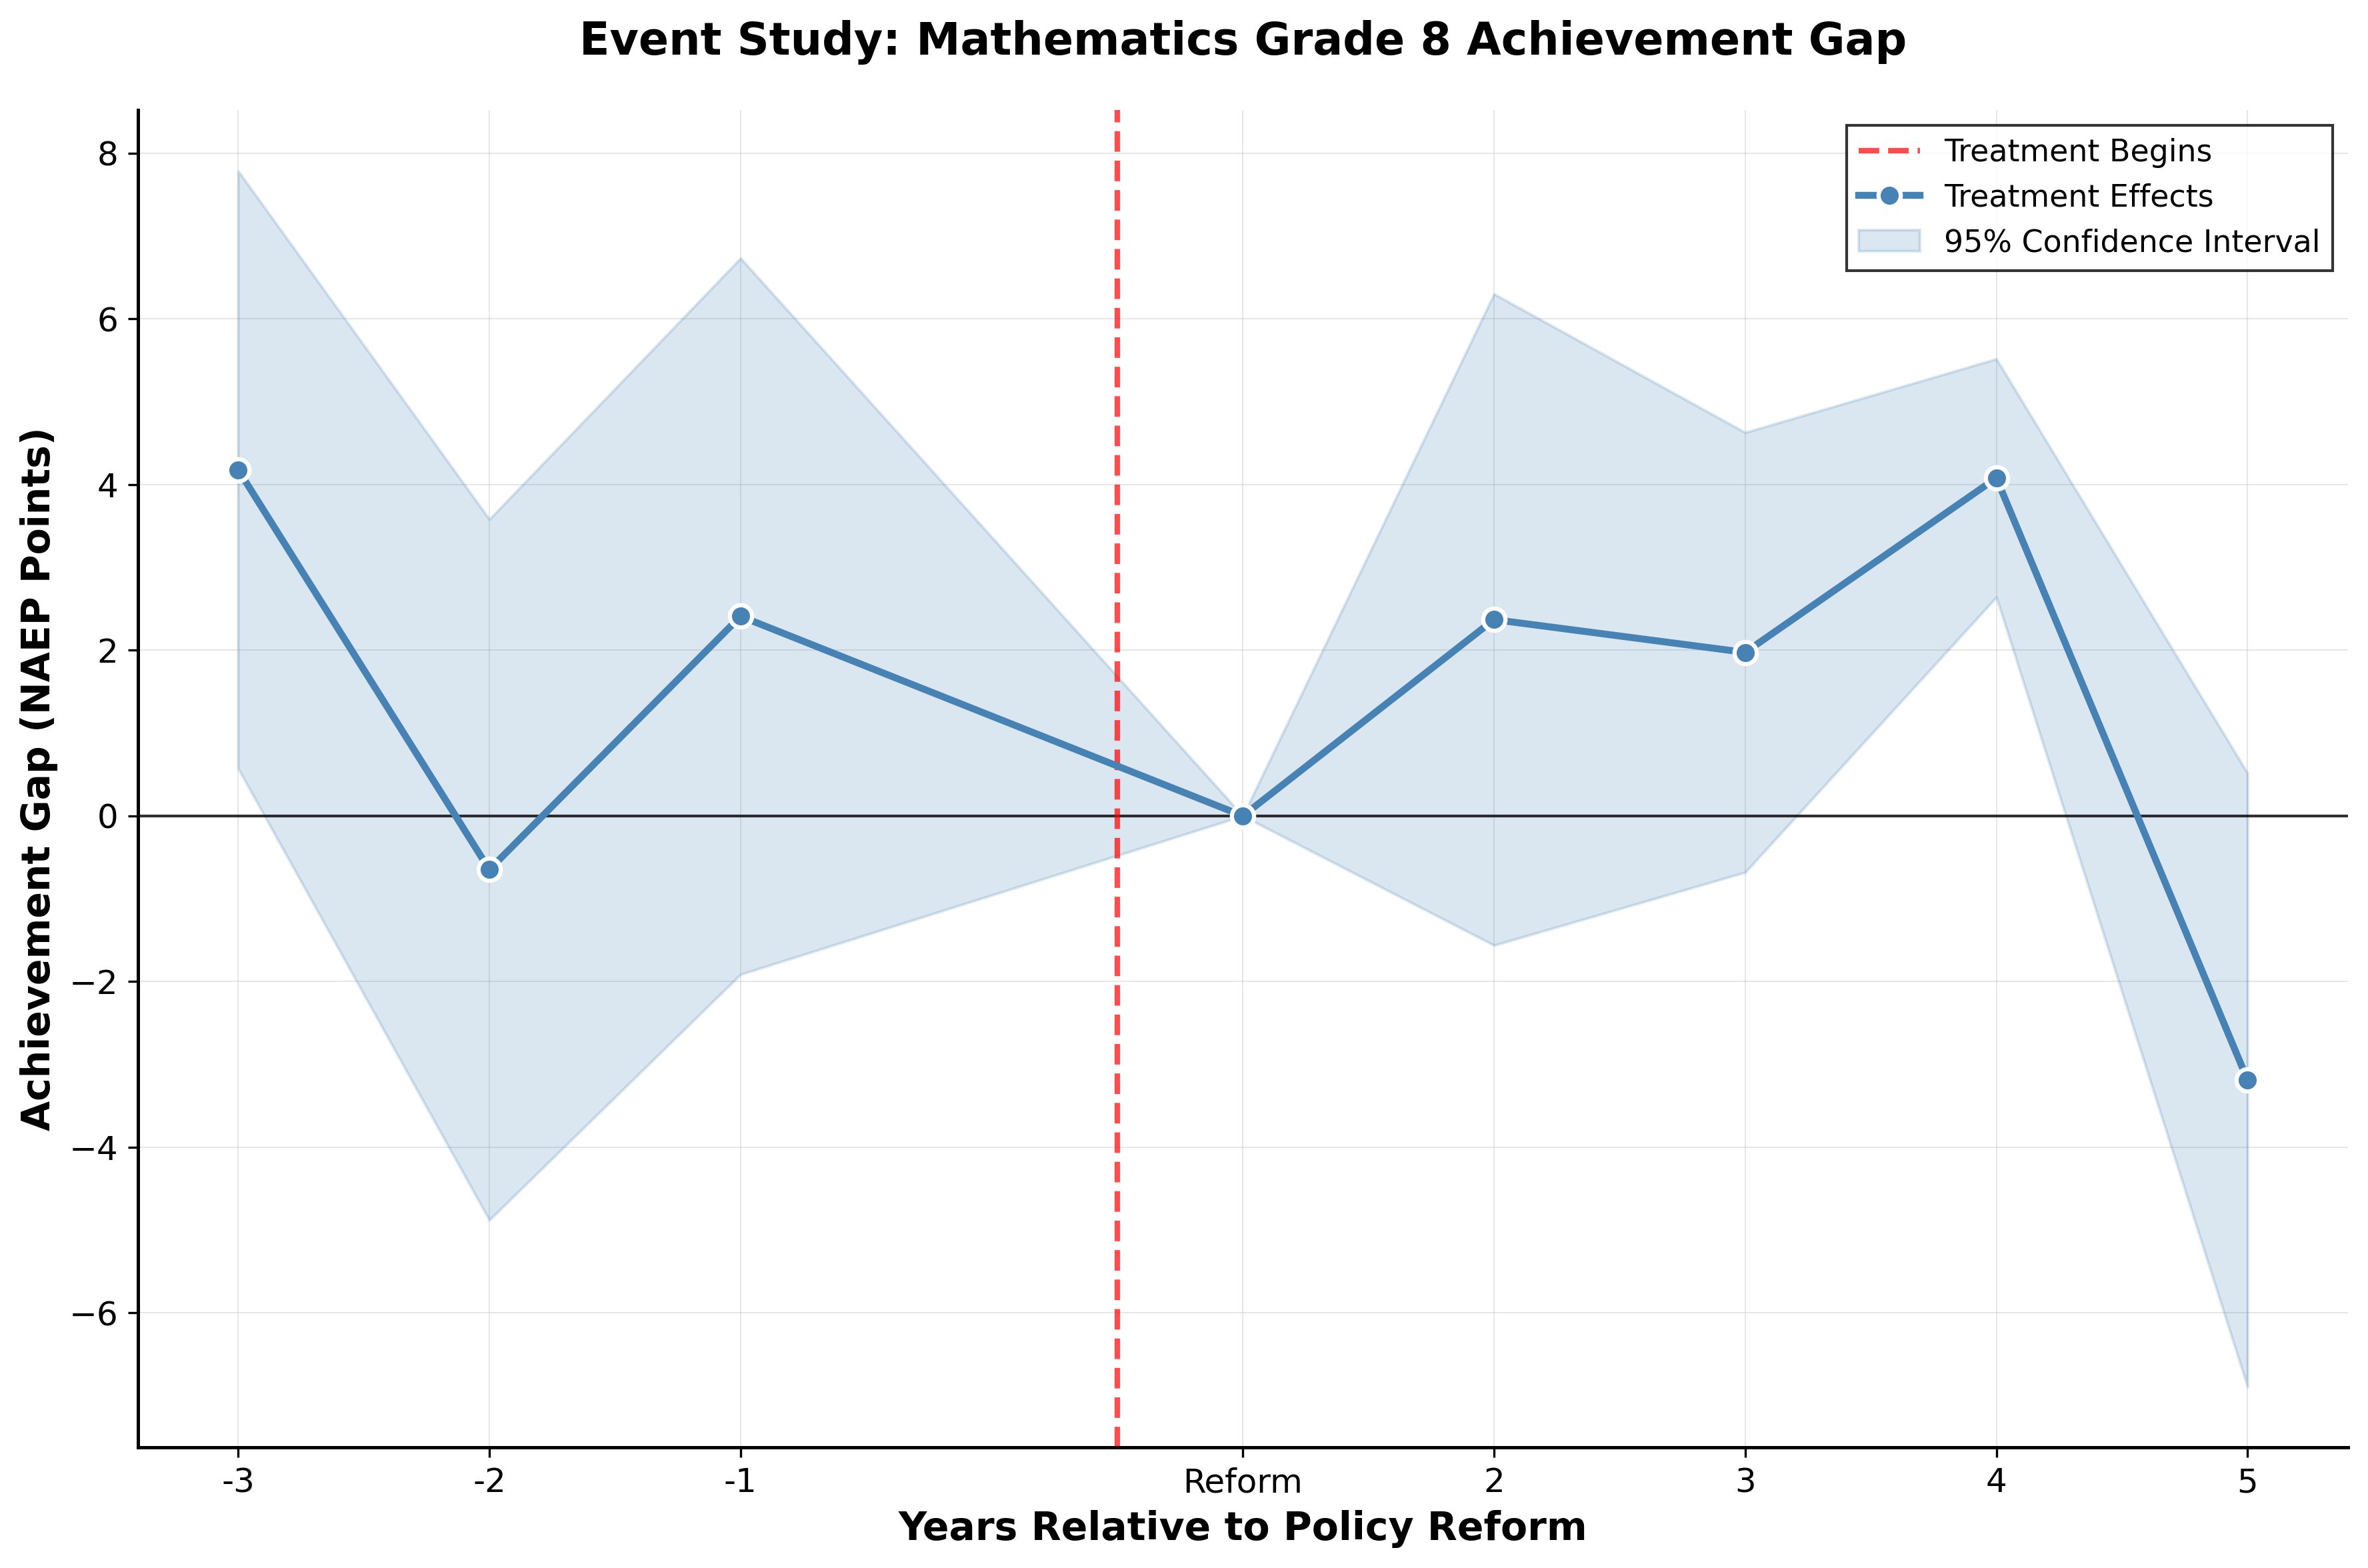 Event Study: Mathematics Grade 8 Achievement Gap
Treatment Begins
Treatment Effects
95% Confidence Interval
Achievement Gap (NAEP Points)
8
6
4
2
0
−2
−4
−6
-3
-2
-1
Reform
2
3
4
5
Years Relative to Policy Reform